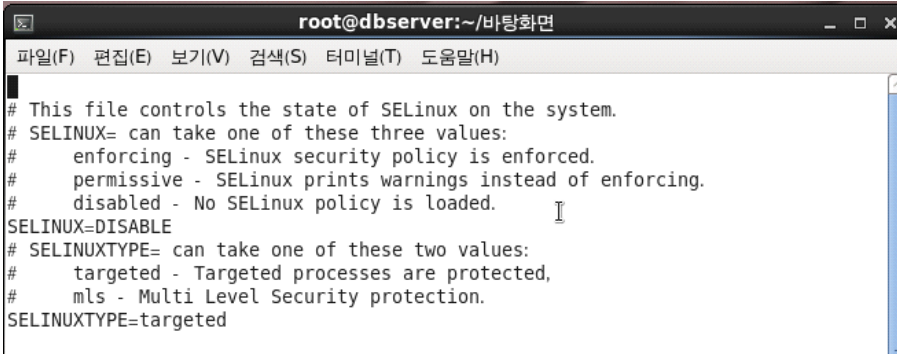 root@dbserver:~/바탕화면
파일(F) 편집(E) 보기(V) 검색(S) 터미널(T) 도움말(H)
# This file controls the state of SELinux on the system.
# SELINUX= can take one of these three values:
#     enforcing - SELinux security policy is enforced.
#     permissive - SELinux prints warnings instead of enforcing.
#     disabled - No SELinux policy is loaded.
SELINUX=DISABLE
# SELINUXTYPE= can take one of these two values:
#     targeted - Targeted processes are protected,
#     mls - Multi Level Security protection.
SELINUXTYPE=targeted